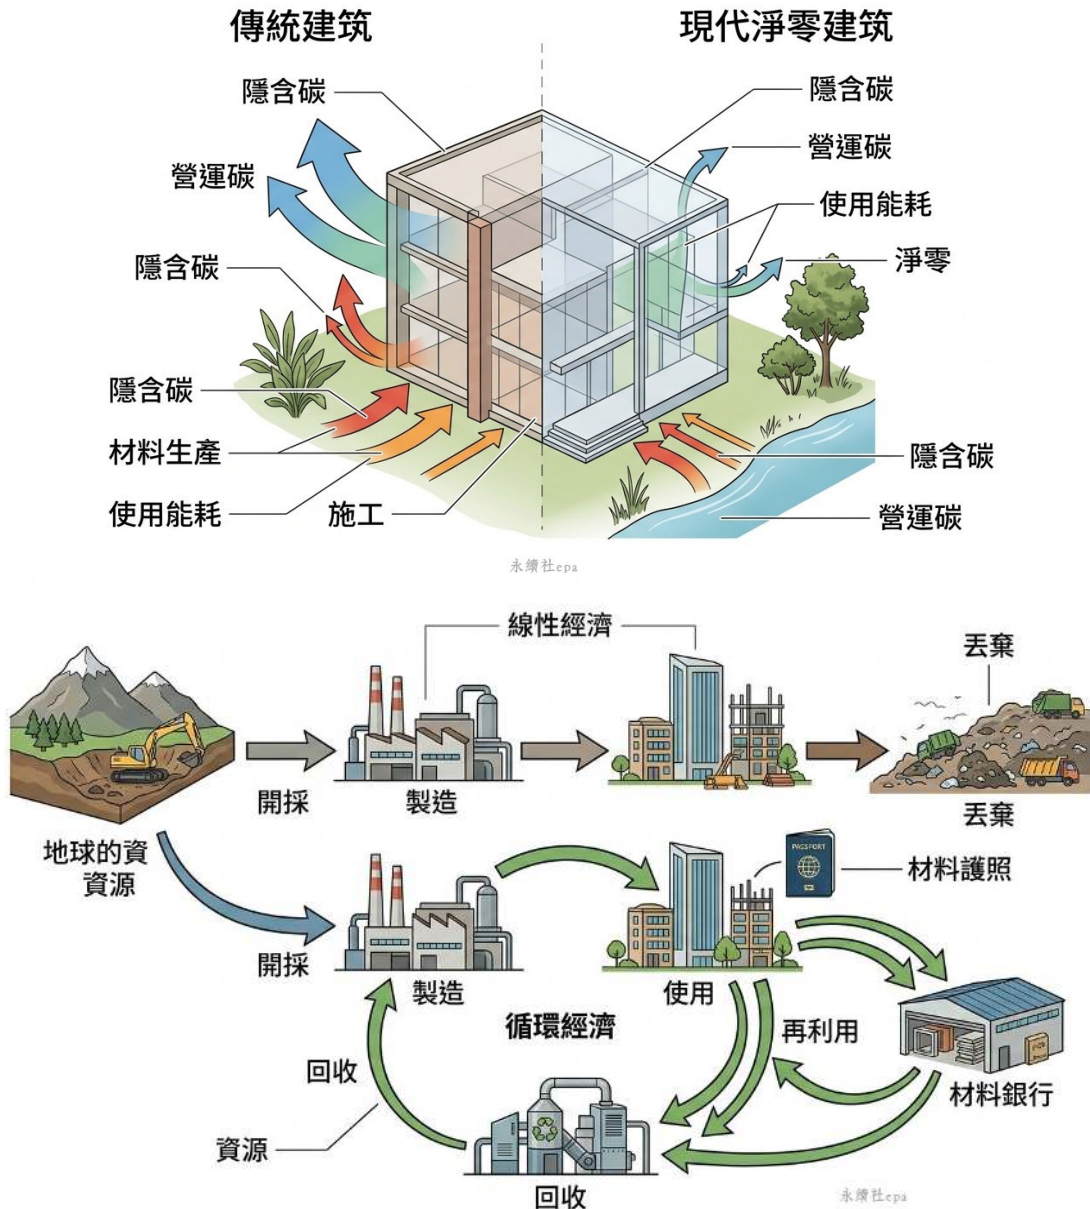 傳統建筑
現代淨零建筑
隱含碳
隱含碳
營運碳
營運碳
使用能耗
隱含碳
淨零
隱含碳
材料生產
隱含碳
使用能耗
施工
營運碳
永續社epa
線性經濟
丟棄
開採
製造
丟棄
地球的資
資源
PASSPORT
材料護照
開採
製造
使用
循環經濟
再利用
回收
材料銀行
資源
回收
永續社epa